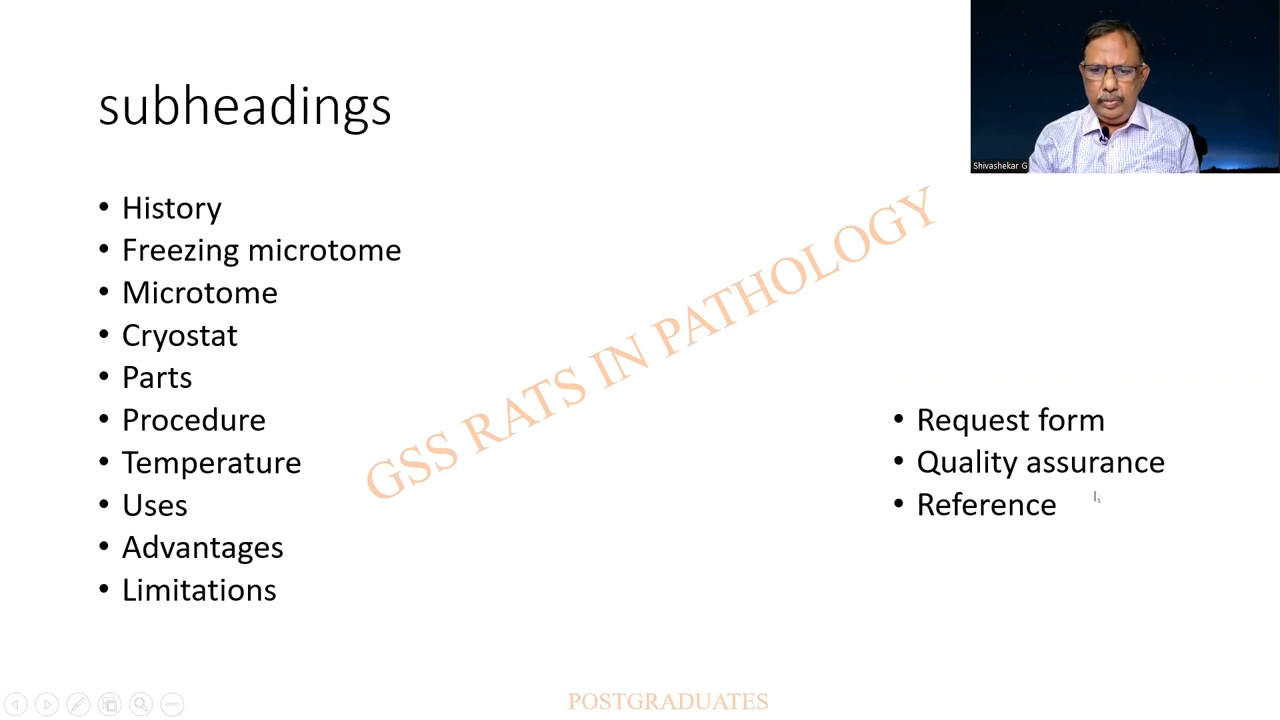 subheadings
• History
• Freezing microtome
• Microtome
• Cryostat
• Parts
• Procedure
• Temperature
• Uses
• Advantages
• Limitations
• Request form
• Quality assurance
• Reference
GSS RATS IN PATHOLOGY
POSTGRADUATES
Shivashekar G